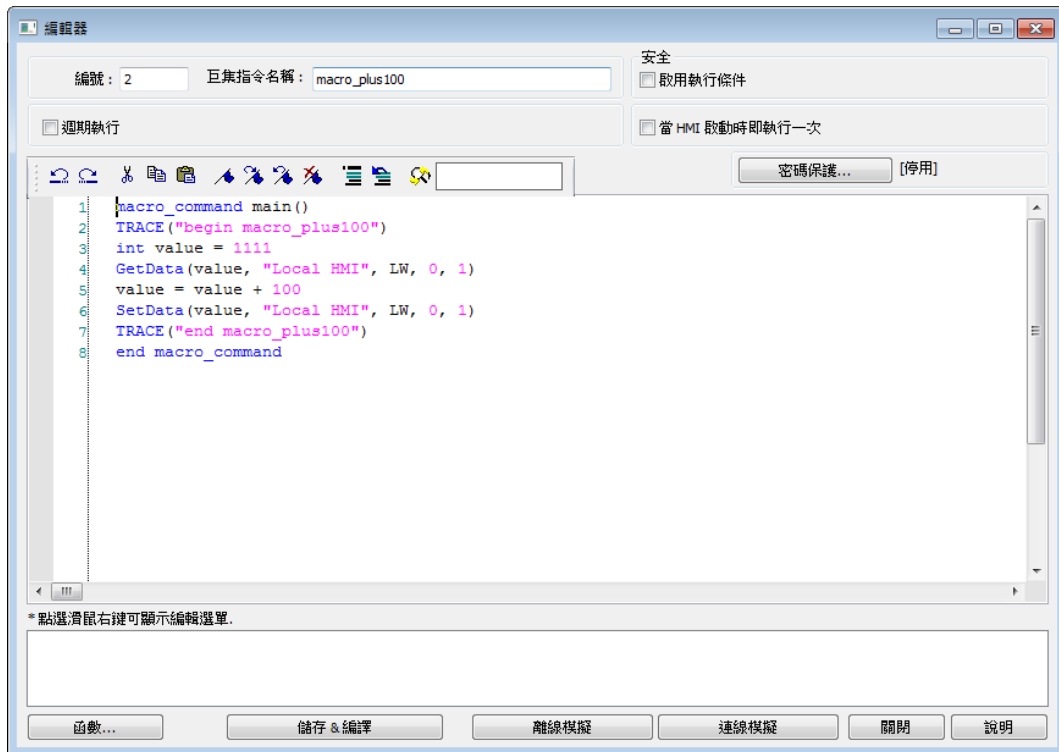 編輯器
編號： 2 巨集指令名稱： macro_plus100
安全
啟用執行條件
週期執行
當 HMI 啟動時即執行一次
密碼保護... [停用]
1 macro_command main()
2 TRACE("begin macro_plus100")
3 int value = 1111
4 GetData(value, "Local HMI", LW, 0, 1)
5 value = value + 100
6 SetData(value, "Local HMI", LW, 0, 1)
7 TRACE("end macro_plus100")
8 end macro_command
* 點選滑鼠右鍵可顯示編輯選單.
函數... 儲存 & 編譯 離線模擬 連線模擬 關閉 說明